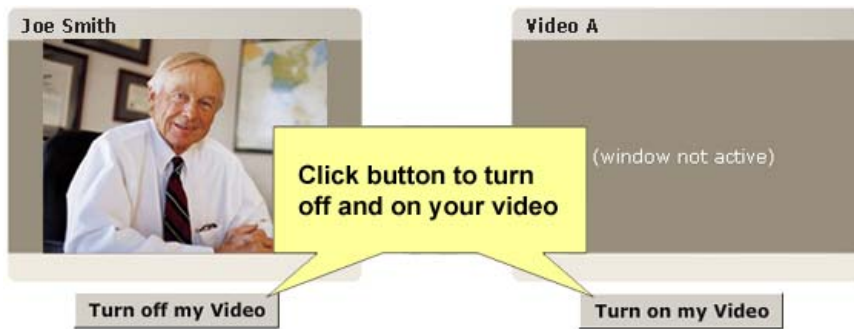 Joe Smith
Video A
(window not active)
Click button to turn
off and on your video
Turn off my Video
Turn on my Video